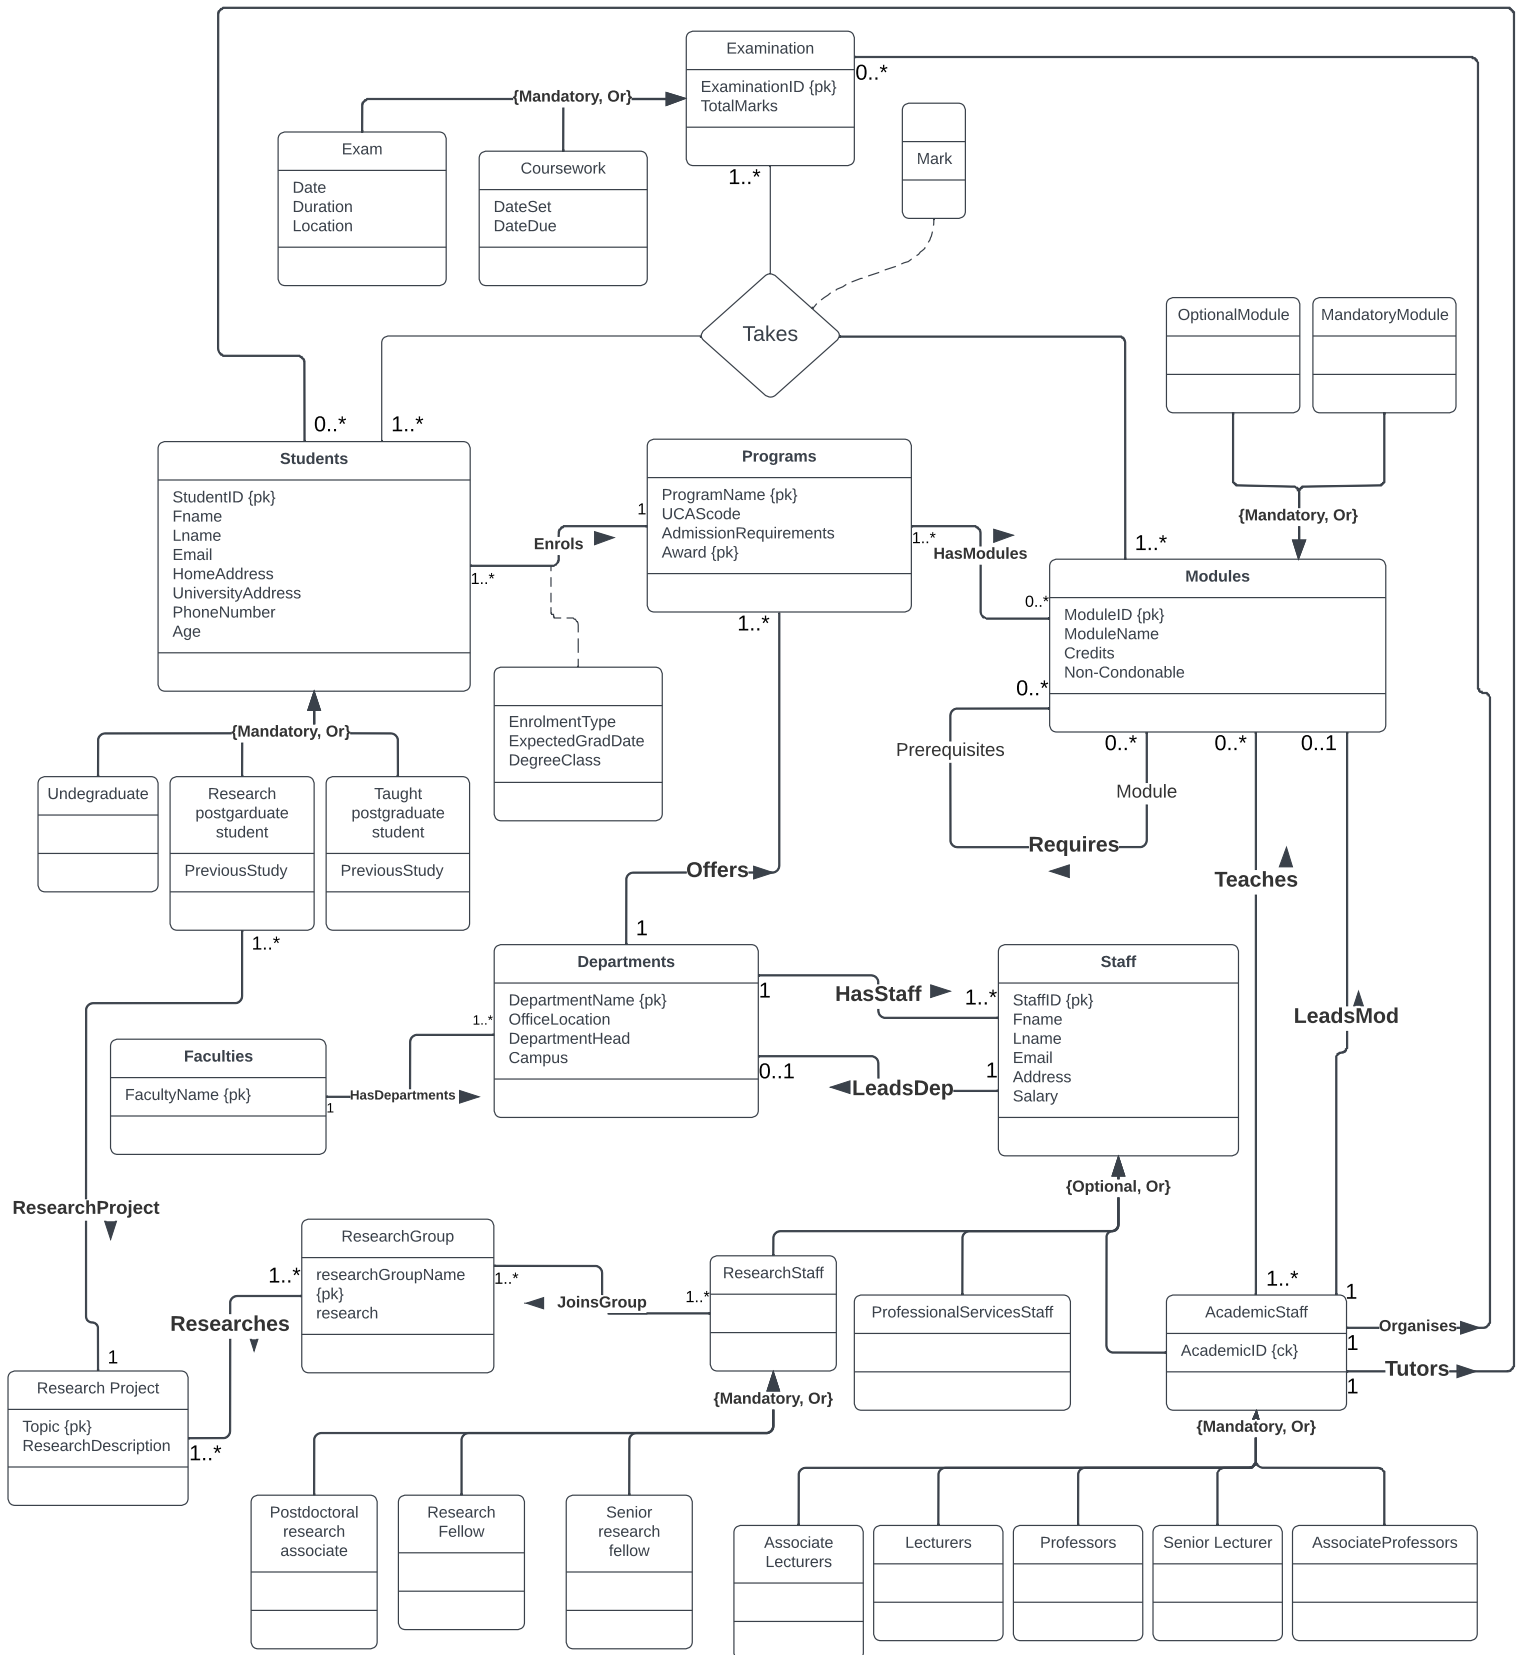 Examination
0..*
ExaminationID {pk}
TotalMarks
{Mandatory, Or}
Exam
Date
Duration
Location
Coursework
DateSet
DateDue
1..*
Mark
Takes
OptionalModule
MandatoryModule
0..*
1..*
Students
StudentID {pk}
Fname
Lname
Email
HomeAddress
UniversityAddress
PhoneNumber
Age
Programs
ProgramName {pk}
UCAScode
AdmissionRequirements
Award {pk}
1
Enrols
1..*
1..*
HasModules
{Mandatory, Or}
1..*
0..*
Modules
ModuleID {pk}
ModuleName
Credits
Non-Condonable
1..*
0..*
Prerequisites
0..*
Module
Requires
0..*
0..1
EnrolmentType
ExpectedGradDate
DegreeClass
{Mandatory, Or}
Undegraduate
Research
postgarduate
student
PreviousStudy
Taught
postgraduate
student
PreviousStudy
Offers
Teaches
1..*
1
Departments
DepartmentName {pk}
OfficeLocation
DepartmentHead
Campus
1
HasStaff
1..*
Staff
StaffID {pk}
Fname
Lname
Email
Address
Salary
LeadsMod
1..*
0..1
LeadsDep
1
Faculties
FacultyName {pk}
HasDepartments
1
{Optional, Or}
ResearchProject
ResearchGroup
researchGroupName
{pk}
research
1..*
1..*
JoinsGroup
1..*
ResearchStaff
ProfessionalServicesStaff
1..*
1
AcademicStaff
AcademicID {ck}
Organises
1
Tutors
1
Researches
1
Research Project
Topic {pk}
ResearchDescription
1..*
{Mandatory, Or}
{Mandatory, Or}
Postdoctoral
research
associate
Research
Fellow
Senior
research
fellow
Associate
Lecturers
Lecturers
Professors
Senior Lecturer
AssociateProfessors